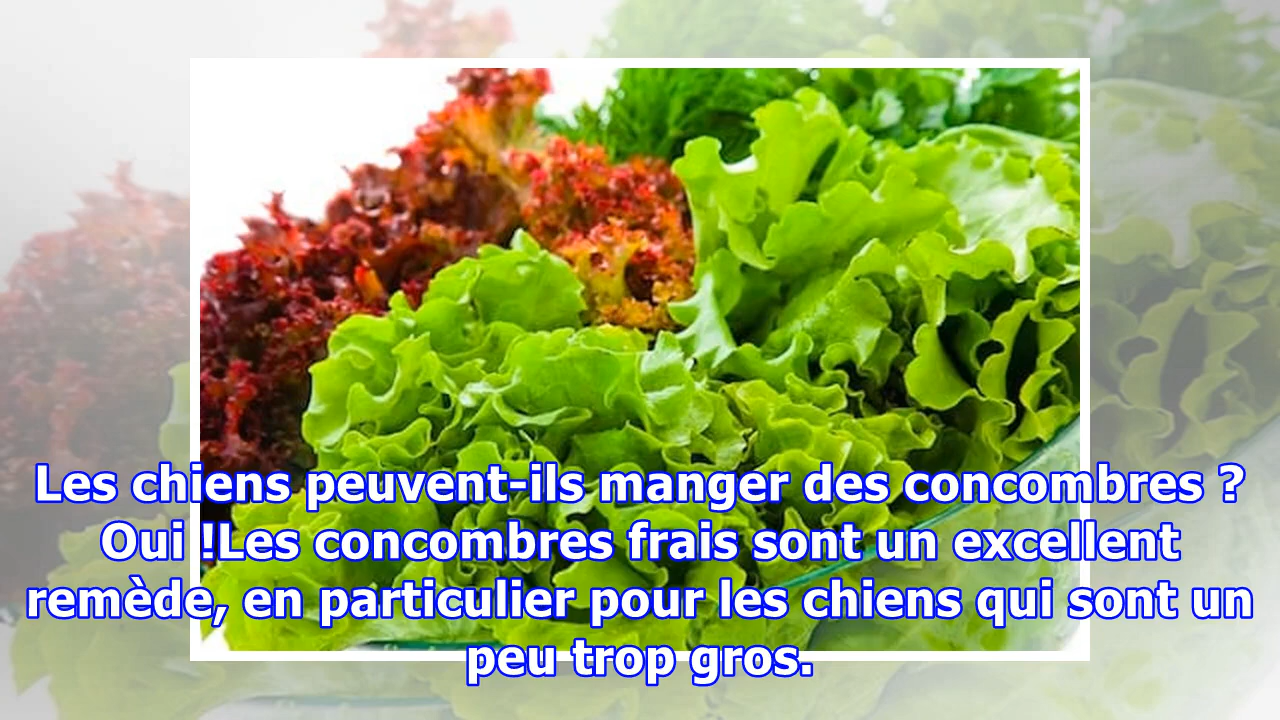 Les chiens peuvent-ils manger des concombres ?
Oui !Les concombres frais sont un excellent
remède, en particulier pour les chiens qui sont un
peu trop gros.